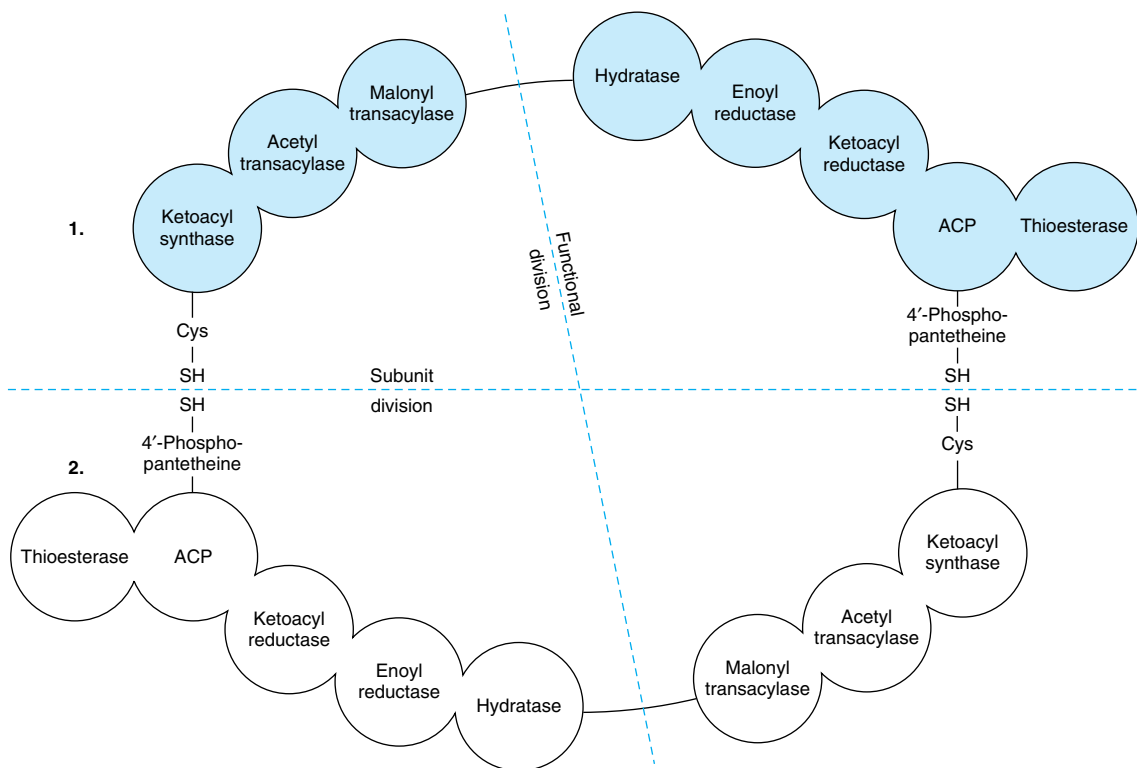 Malonyl
transacylase
Acetyl
transacylase
Ketoacyl
synthase
Hydratase
Enoyl
reductase
Ketoacyl
reductase
ACP
Thioesterase
1.
Functional
division
Cys
SH
4′-Phospho-
pantetheine
SH
Subunit
division
SH
4′-Phospho-
pantetheine
SH
Cys
2.
Thioesterase
ACP
Ketoacyl
reductase
Enoyl
reductase
Hydratase
Ketoacyl
synthase
Acetyl
transacylase
Malonyl
transacylase